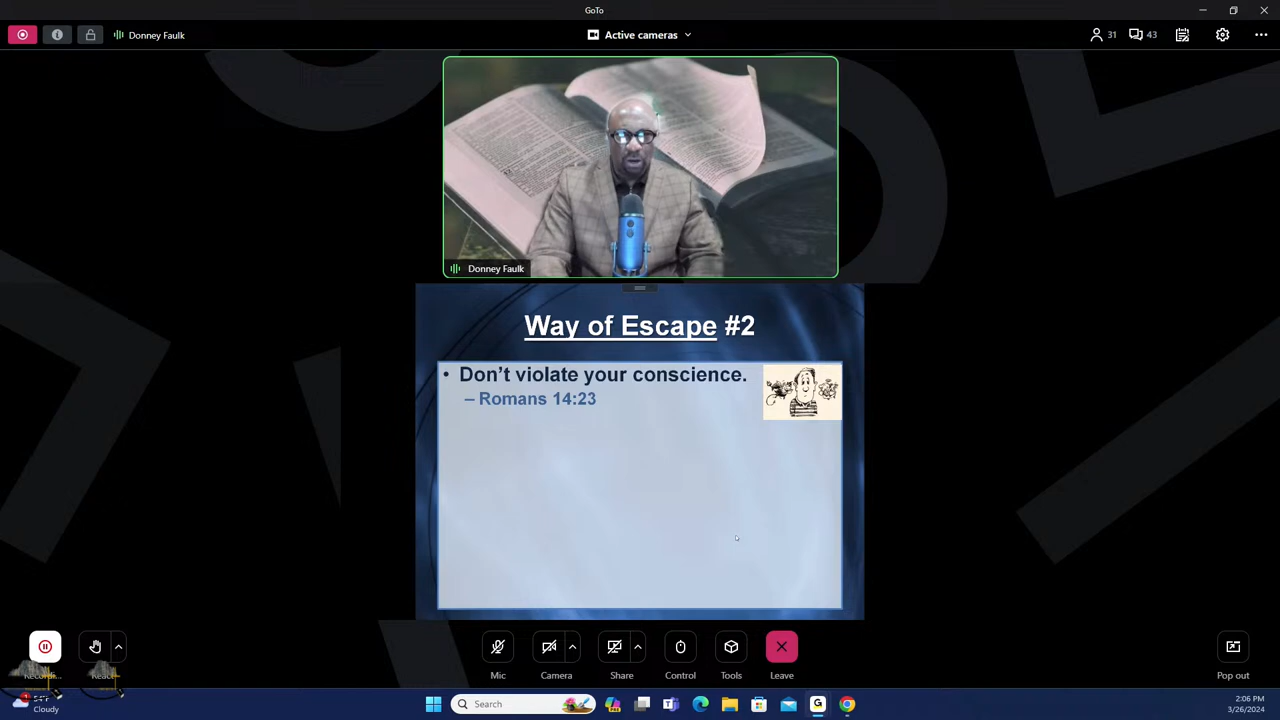 GoTo
Donney Faulk
Active cameras
31
43
Donney Faulk
Way of Escape #2
• Don’t violate your conscience.
– Romans 14:23
React
Mic
Camera
Share
Control
Tools
Leave
Pop out
Cloudy
Search
2:06 PM
3/26/2024